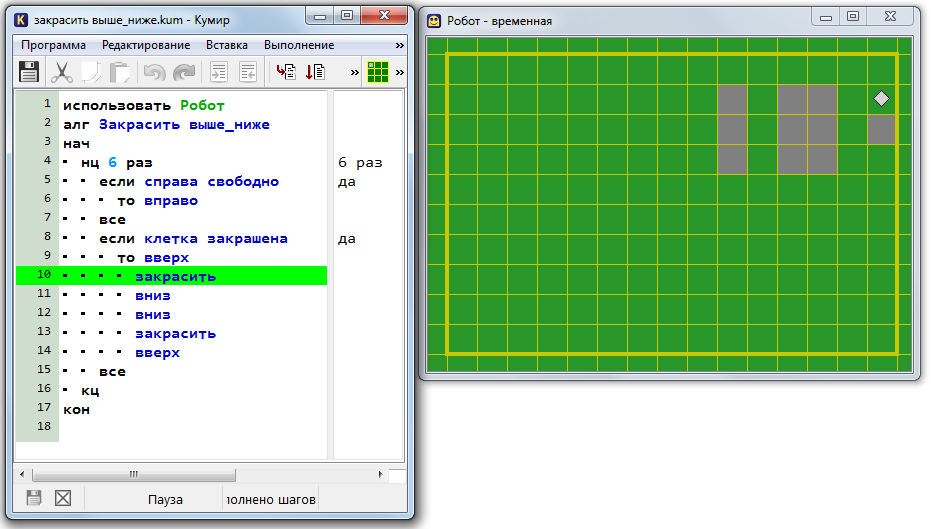 закрасить выше_ниже.kum - Кумир
Программа Редактирование Вставка Выполнение »
» »
1 использовать Робот
2 алг Закрасить выше_ниже
3 нач
4 нц 6 раз 6 раз
5 если справа свободно да
6 то вправо
7 все
8 если клетка закрашена да
9 то вверх
10 закрасить
11 вниз
12 вниз
13 закрасить
14 вверх
15 все
16 кц
17 кон
18
Пауза олнено шагов
Робот - временная